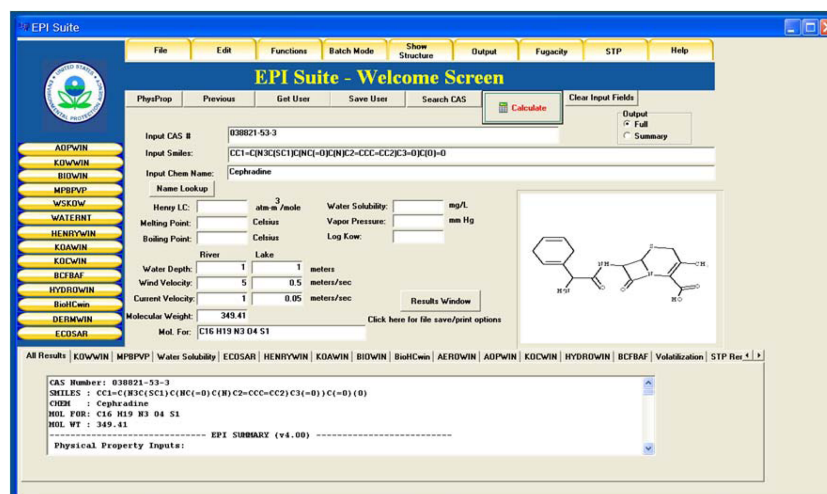 EPI Suite
File Edit Functions Batch Mode Show Structure Output Fugacity STP Help
EPI Suite - Welcome Screen
PhysProp Previous Get User Save User Search CAS Calculate Clear Input Fields
Output
Full
Summary
Input CAS # 038821-53-3
Input Smiles: CC1=C(N3C(SC1)C(NC(=O)C(N)C2=CCC=CC2)C3=O)C(O)=O
Input Chem Name: Cephradine
Name Lookup
Henry LC: atm-m3/mole Water Solubility: mg/L
Melting Point: Celsius Vapor Pressure: mm Hg
Boiling Point: Celsius Log Kow:
River Lake
Water Depth: 1 1 meters
Wind Velocity: 5 0.5 meters/sec
Current Velocity: 1 0.05 meters/sec
Results Window
Molecular Weight: 349.41
Click here for file save/print options
Mol. For: C16 H19 N3 O4 S1
AOPWIN
KOWWIN
BIOWIN
MPBPVP
WSKOW
WATERNT
HENRYWIN
KOAWIN
KOCWIN
BCFBAF
HYDROWIN
BioHCwin
DERMWIN
ECOSAR
All Results KOWWIN MPBPVP Water Solubility ECOSAR HENRYWIN KOAWIN BIOWIN BioHCwin AEROWIN AOPWIN KOCWIN HYDROWIN BCFBAF Volatilization STP Res
CAS Number: 038821-53-3
SMILES : CC1=C(N3C(SC1)C(NC(=O)C(N)C2=CCC=CC2)C3(=O))C(=O)(O)
CHEM : Cephradine
MOL FOR: C16 H19 N3 O4 S1
MOL WT : 349.41
------------------------------ EPI SUMMARY (v4.00) --------------------------
Physical Property Inputs: